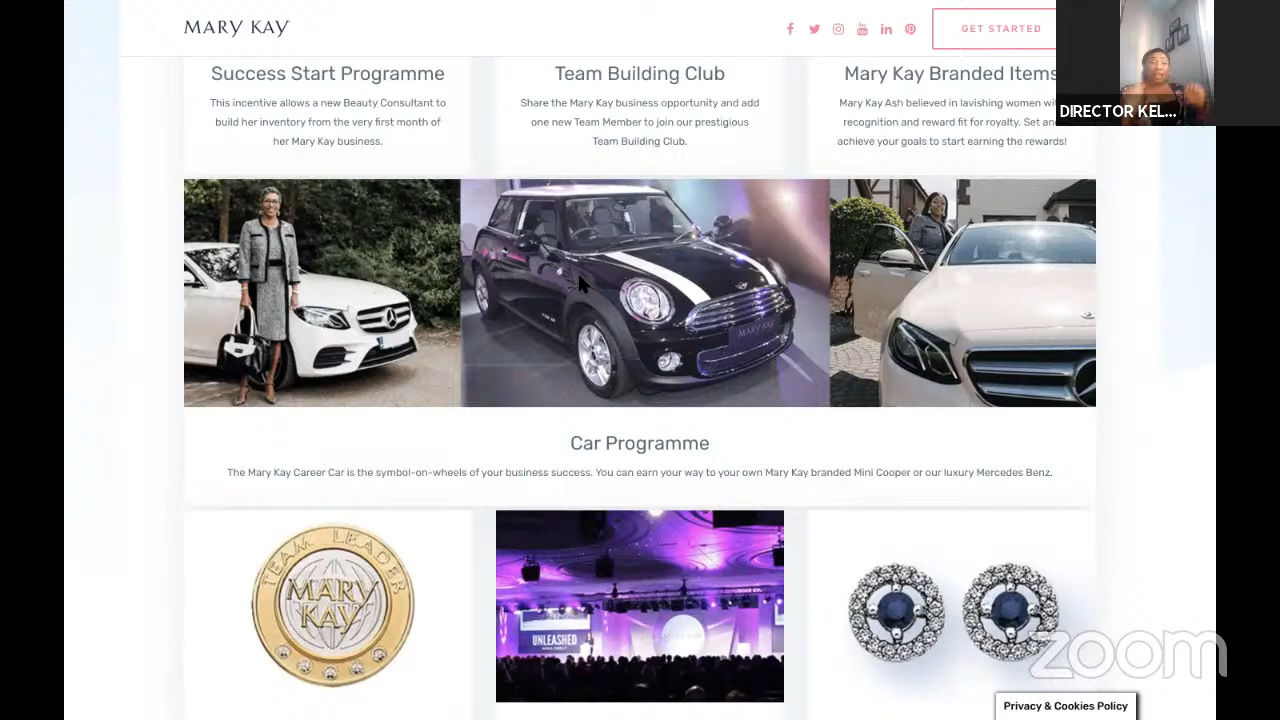 MARY KAY
GET STARTED
DIRECTOR KEL...
Success Start Programme
This incentive allows a new Beauty Consultant to
build her inventory from the very first month of
her Mary Kay business.
Team Building Club
Share the Mary Kay business opportunity and add
one new Team Member to join our prestigious
Team Building Club.
Mary Kay Branded Items
Mary Kay Ash believed in lavishing women
recognition and reward fit for royalty. Set and
achieve your goals to start earning the rewards!
MARY KAY
Car Programme
The Mary Kay Career Car is the symbol-on-wheels of your business success. You can earn your way to your own Mary Kay branded Mini Cooper or our luxury Mercedes Benz.
TEAM LEADER
MARY
KAY
UNLEASHED
zoom
Privacy & Cookies Policy